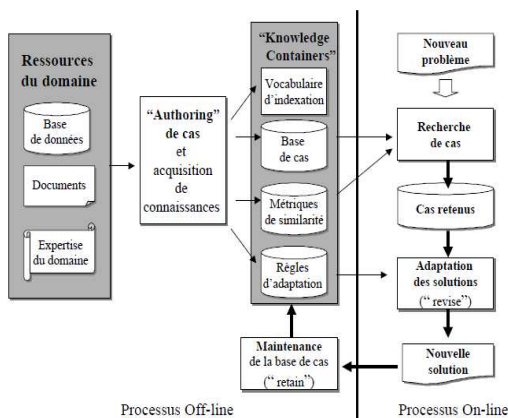 Ressources
du domaine
Base
de données
Documents
Expertise
du domaine
“Authoring”
de cas
et
acquisition
de
connaissances
“Knowledge
Containers”
Vocabulaire
d’indexation
Base
de cas
Métriques
de similarité
Règles
d’adaptation
Maintenance
de la base de cas
(“ retain”)
Nouveau
problème
Recherche
de cas
Cas retenus
Adaptation
des solutions
(“ revise”)
Nouvelle
solution
Processus Off-line
Processus On-line